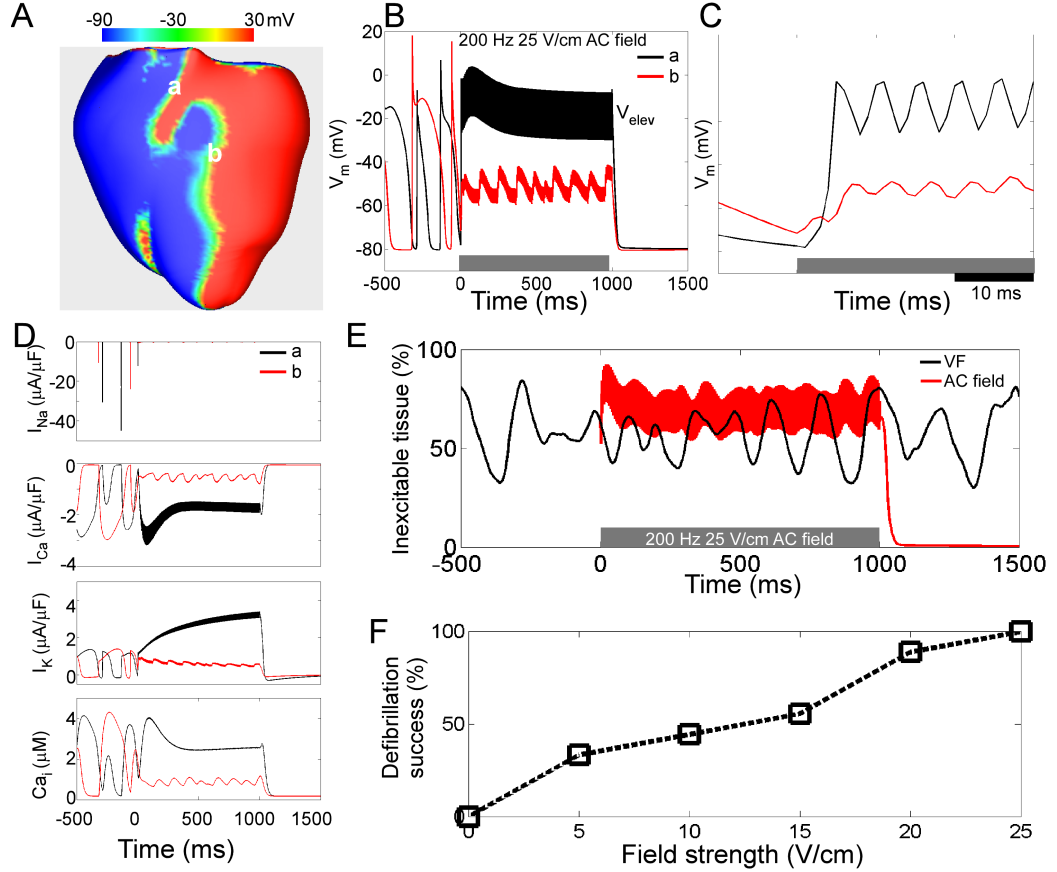 A
-90 -30 30 mV
a
b
B
200 Hz 25 V/cm AC field
a
b
V_elev
V_m (mV)
20
0
-20
-40
-60
-80
-500 0 500 1000 1500
Time (ms)
C
V_m (mV)
10 ms
Time (ms)
D
a
b
I_Na (μA/μF)
0
-20
-40
I_Ca (μA/μF)
0
-2
-4
I_K (μA/μF)
4
2
0
Ca_i (μM)
4
2
0
-500 0 500 1000 1500
Time (ms)
E
VF
AC field
Inexcitable tissue (%)
100
50
0
200 Hz 25 V/cm AC field
-500 0 500 1000 1500
Time (ms)
F
Defibrillation
success (%)
100
50
0
0 5 10 15 20 25
Field strength (V/cm)